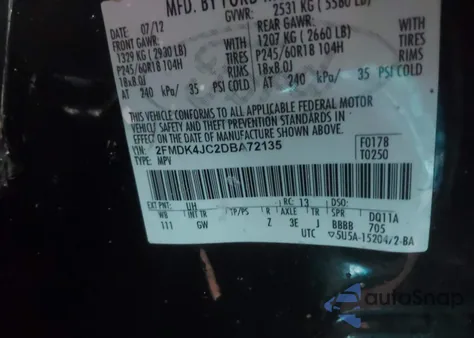 MFD. BY FORD
GVWR: 2531 KG ( 5580 LB)
DATE: 07/12
FRONT GAWR: REAR GAWR:
1329 KG ( 2930 LB) 1207 KG ( 2660 LB)
P245/60R18 104H TIRES P245/60R18 104H
18x8.0J RIMS 18x8.0J
AT 240 kPa/ 35 PSI COLD AT 240 kPa/ 35 PSI COLD
THIS VEHICLE CONFORMS TO ALL APPLICABLE FEDERAL MOTOR
VEHICLE SAFETY AND THEFT PREVENTION STANDARDS IN
EFFECT ON THE DATE OF MANUFACTURE SHOWN ABOVE.
VIN: 2FMDK4JC2DBA72135
TYPE: MPV
F0178
T0250
EXT PNT: UH RC: 13 DSO:
WB INT TR TP/PS R AXLE TR SPR DQ11A
111 GW Z 3E J BBBB 705
UTC 5U5A-15204/2-BA
autoSnap